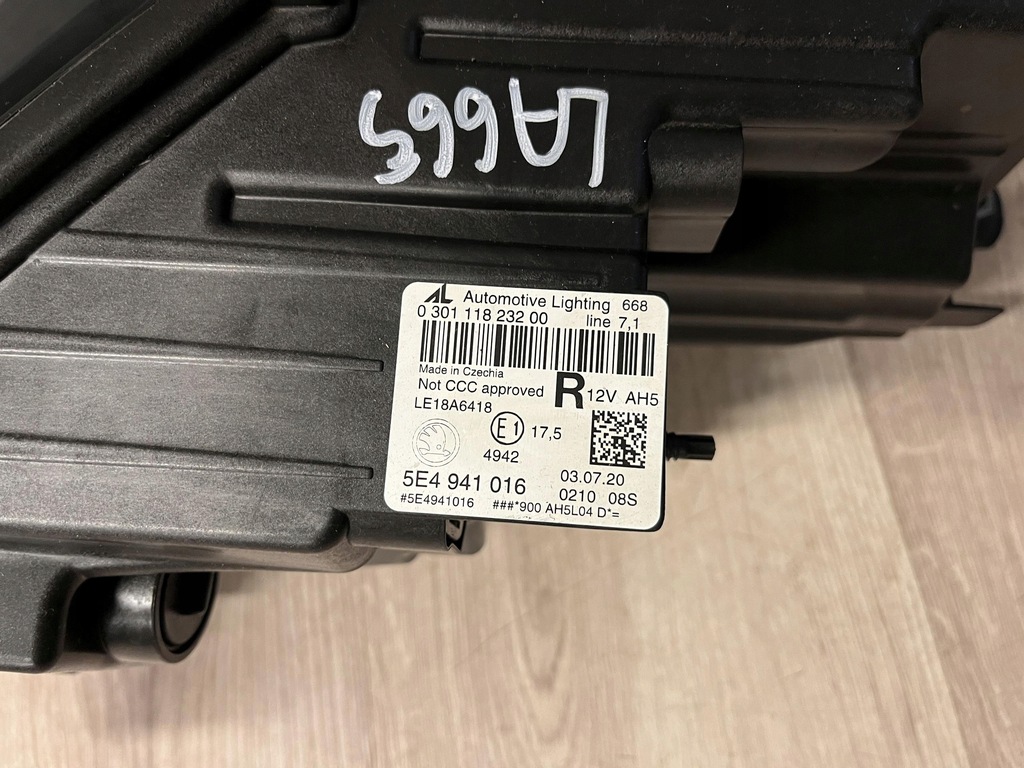 LA665
AL Automotive Lighting 668
0 301 118 232 00 line 7,1
Made in Czechia
Not CCC approved R 12V AH5
LE18A6418
E1 17,5
4942
03.07.20
5E4 941 016 0210 08S
#5E4941016 ###*900 AH5L04 D*=